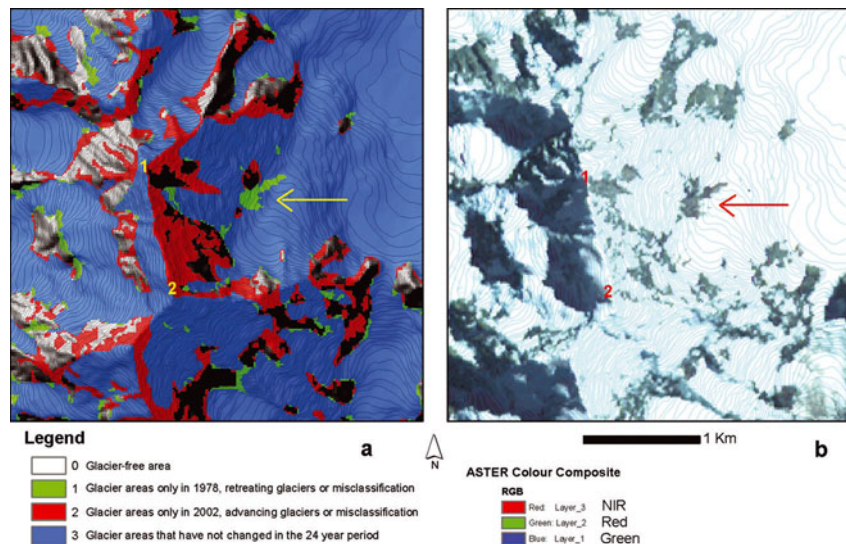 1
2
1
2
Legend
a
0 Glacier-free area
1 Glacier areas only in 1978, retreating glaciers or misclassification
2 Glacier areas only in 2002, advancing glaciers or misclassification
3 Glacier areas that have not changed in the 24 year period
N
1 Km
b
ASTER Colour Composite
RGB
Red: Layer_3 NIR
Green: Layer_2 Red
Blue: Layer_1 Green